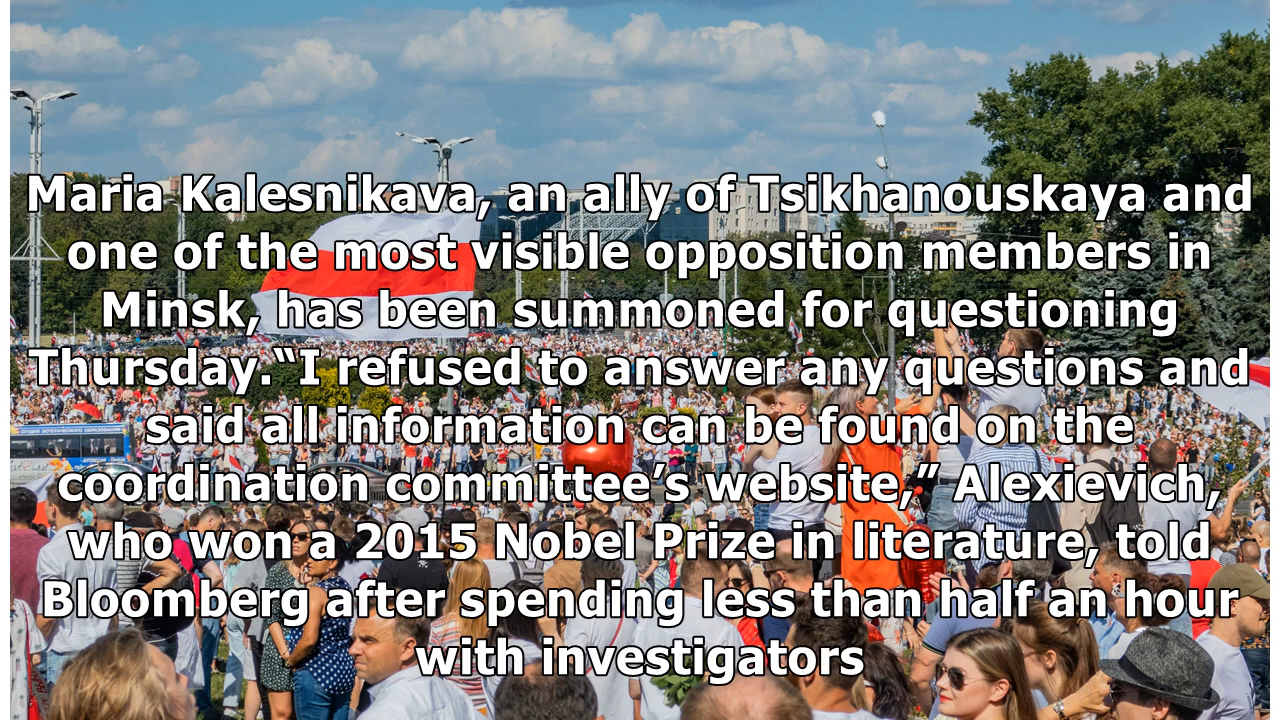 Maria Kalesnikava, an ally of Tsikhanouskaya and
one of the most visible opposition members in
Minsk, has been summoned for questioning
Thursday.“I refused to answer any questions and
said all information can be found on the
coordination committee’s website,” Alexievich,
who won a 2015 Nobel Prize in literature, told
Bloomberg after spending less than half an hour
with investigators
СТУДИЯ ЭСТЕТИЧЕСКОГО ОБРАЗОВАНИЯ